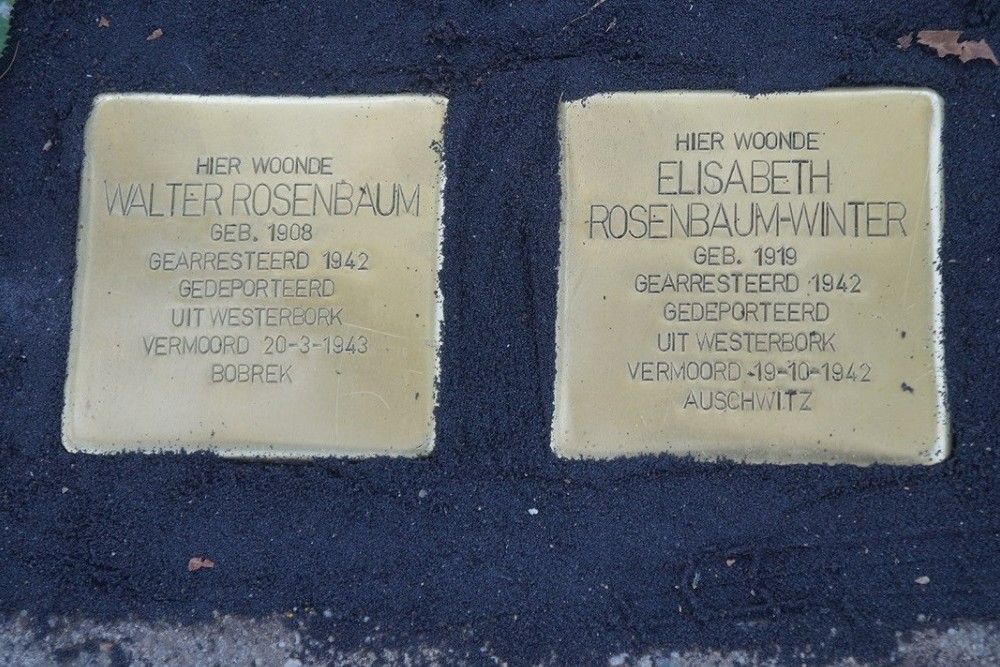 HIER WOONDE
WALTER ROSENBAUM
GEB. 1908
GEARRESTEERD 1942
GEDEPORTEERD
UIT WESTERBORK
VERMOORD 20-3-1943
BOBREK
HIER WOONDE
ELISABETH
ROSENBAUM-WINTER
GEB. 1919
GEARRESTEERD 1942
GEDEPORTEERD
UIT WESTERBORK
VERMOORD 19-10-1942
AUSCHWITZ